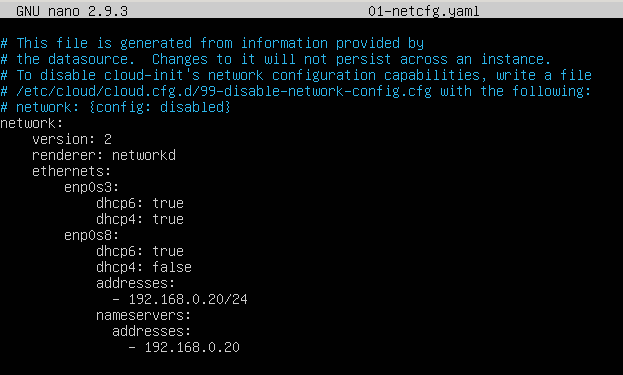 GNU nano 2.9.3 01-netcfg.yaml
# This file is generated from information provided by
# the datasource.  Changes to it will not persist across an instance.
# To disable cloud-init's network configuration capabilities, write a file
# /etc/cloud/cloud.cfg.d/99-disable-network-config.cfg with the following:
# network: {config: disabled}
network:
    version: 2
    renderer: networkd
    ethernets:
        enp0s3:
            dhcp6: true
            dhcp4: true
        enp0s8:
            dhcp6: true
            dhcp4: false
            addresses:
              - 192.168.0.20/24
            nameservers:
              addresses:
                - 192.168.0.20